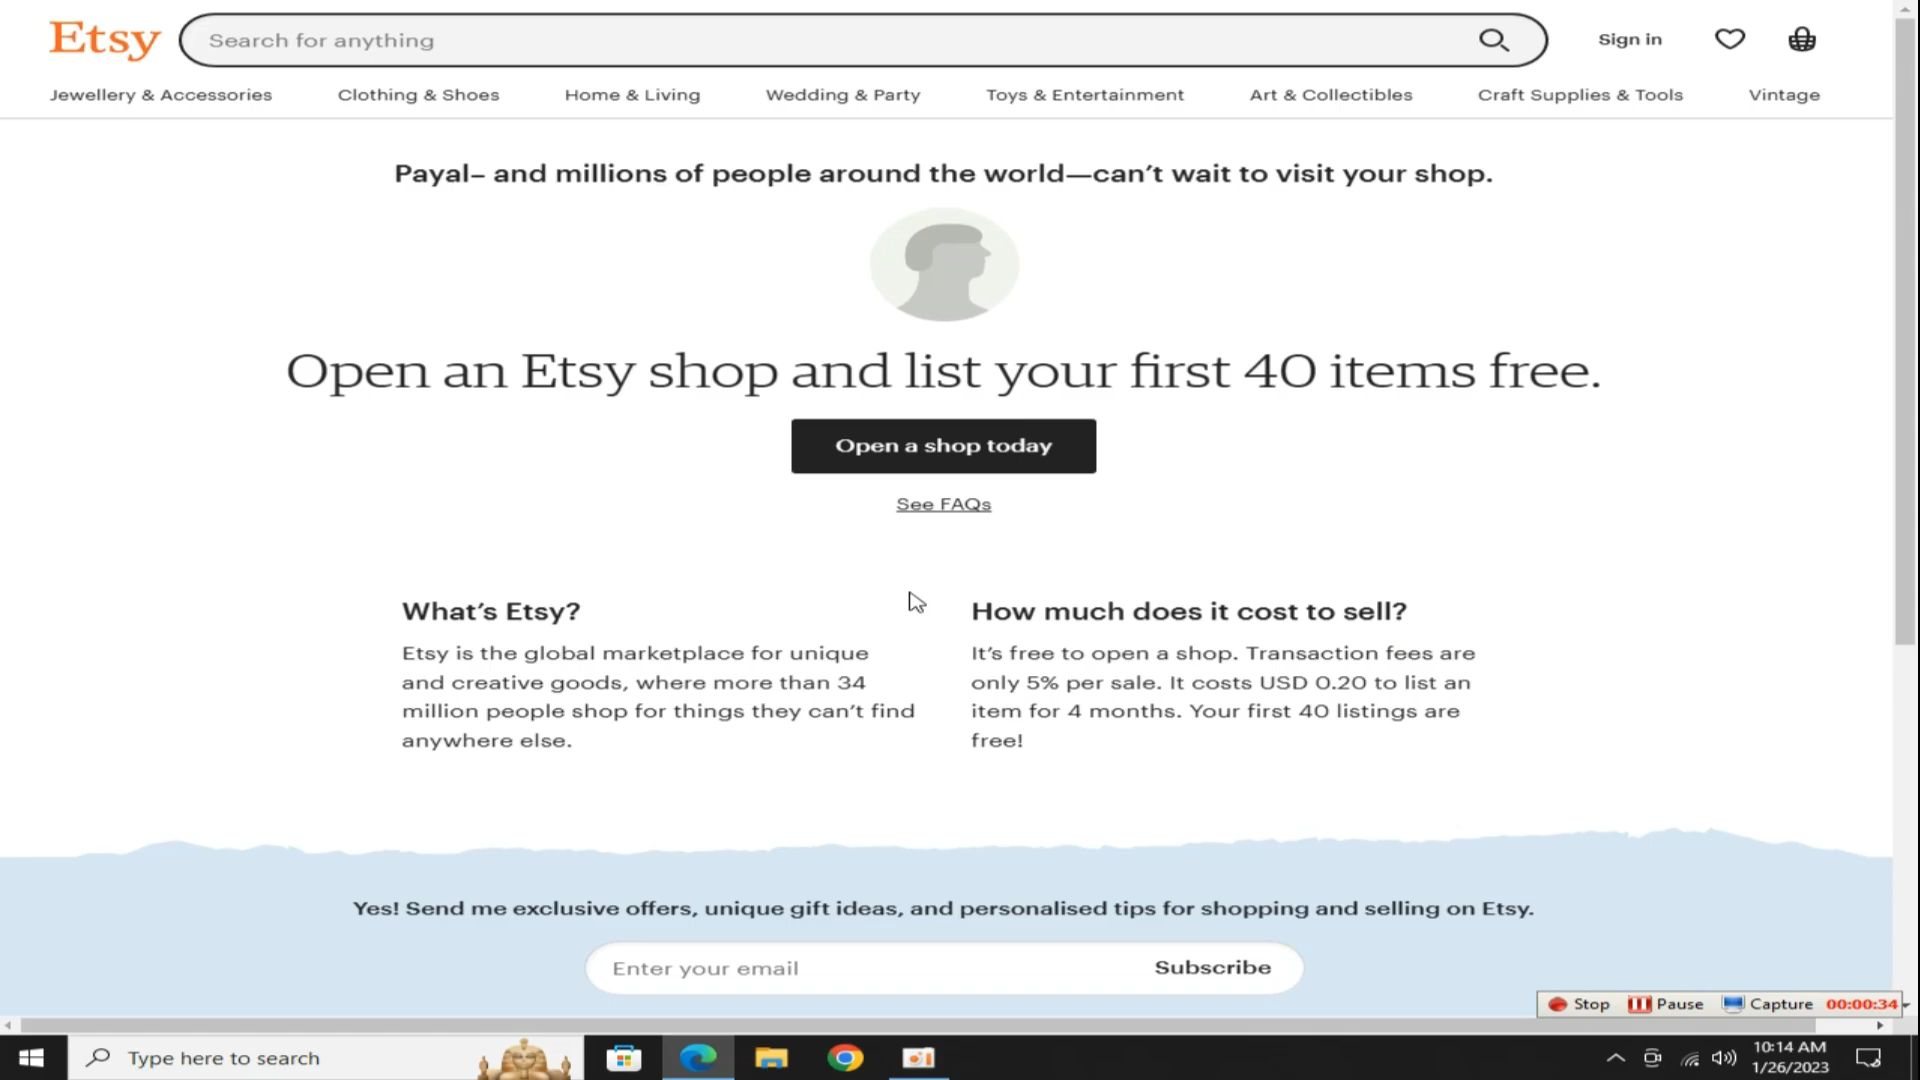 Etsy
Search for anything
Sign in
Jewellery & Accessories
Clothing & Shoes
Home & Living
Wedding & Party
Toys & Entertainment
Art & Collectibles
Craft Supplies & Tools
Vintage
Payal– and millions of people around the world—can’t wait to visit your shop.
Open an Etsy shop and list your first 40 items free.
Open a shop today
See FAQs
What’s Etsy?
Etsy is the global marketplace for unique
and creative goods, where more than 34
million people shop for things they can’t find
anywhere else.
How much does it cost to sell?
It’s free to open a shop. Transaction fees are
only 5% per sale. It costs USD 0.20 to list an
item for 4 months. Your first 40 listings are
free!
Yes! Send me exclusive offers, unique gift ideas, and personalised tips for shopping and selling on Etsy.
Enter your email
Subscribe
Stop
Pause
Capture
00:00:34
Type here to search
10:14 AM
1/26/2023